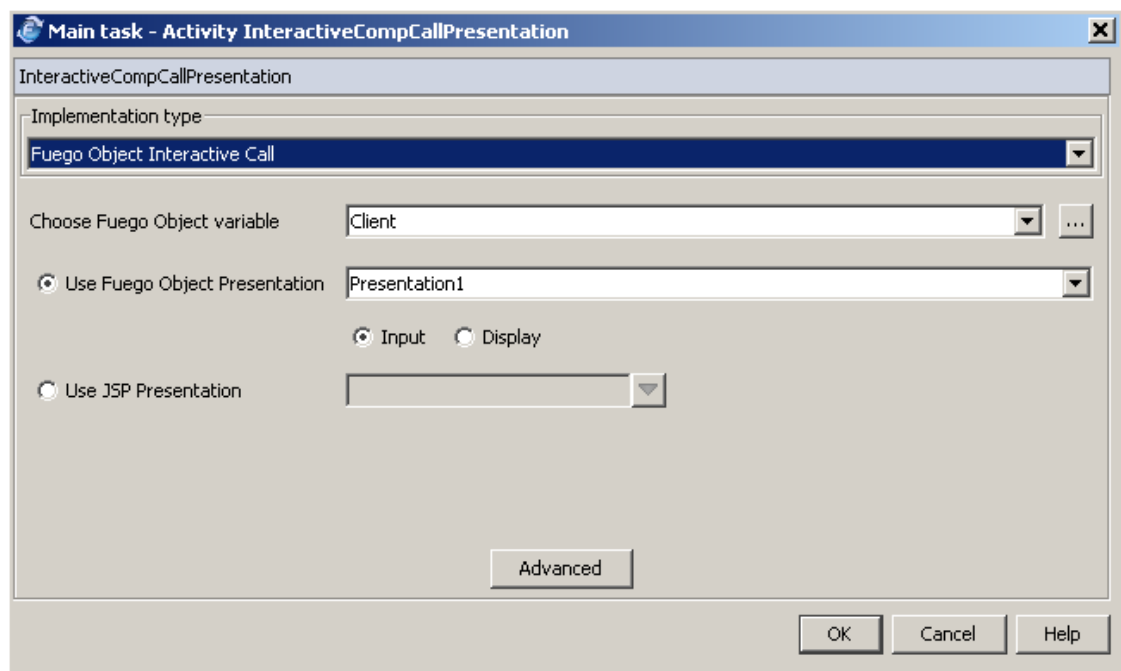 Main task - Activity InteractiveCompCallPresentation
InteractiveCompCallPresentation
Implementation type
Fuego Object Interactive Call
Choose Fuego Object variable Client ...
Use Fuego Object Presentation Presentation1
Input Display
Use JSP Presentation
Advanced
OK Cancel Help